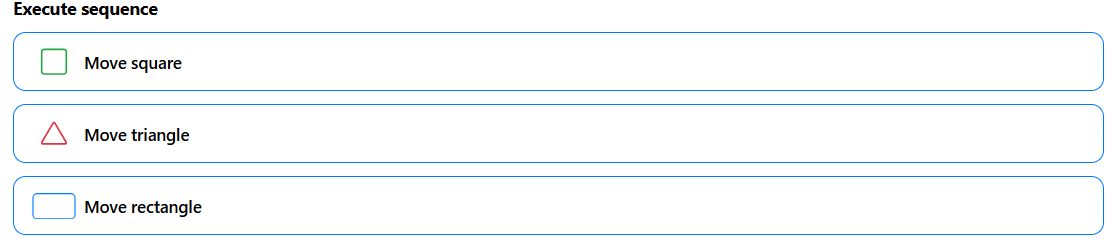 Execute sequence
Move square
Move triangle
Move rectangle